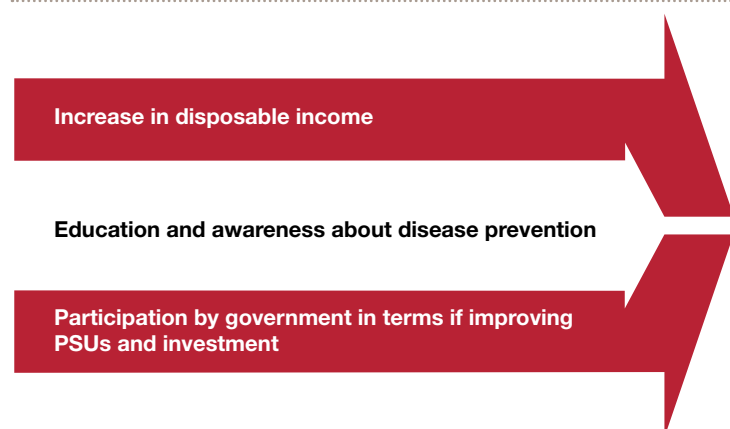 Increase in disposable income
Education and awareness about disease prevention
Participation by government in terms if improving
PSUs and investment